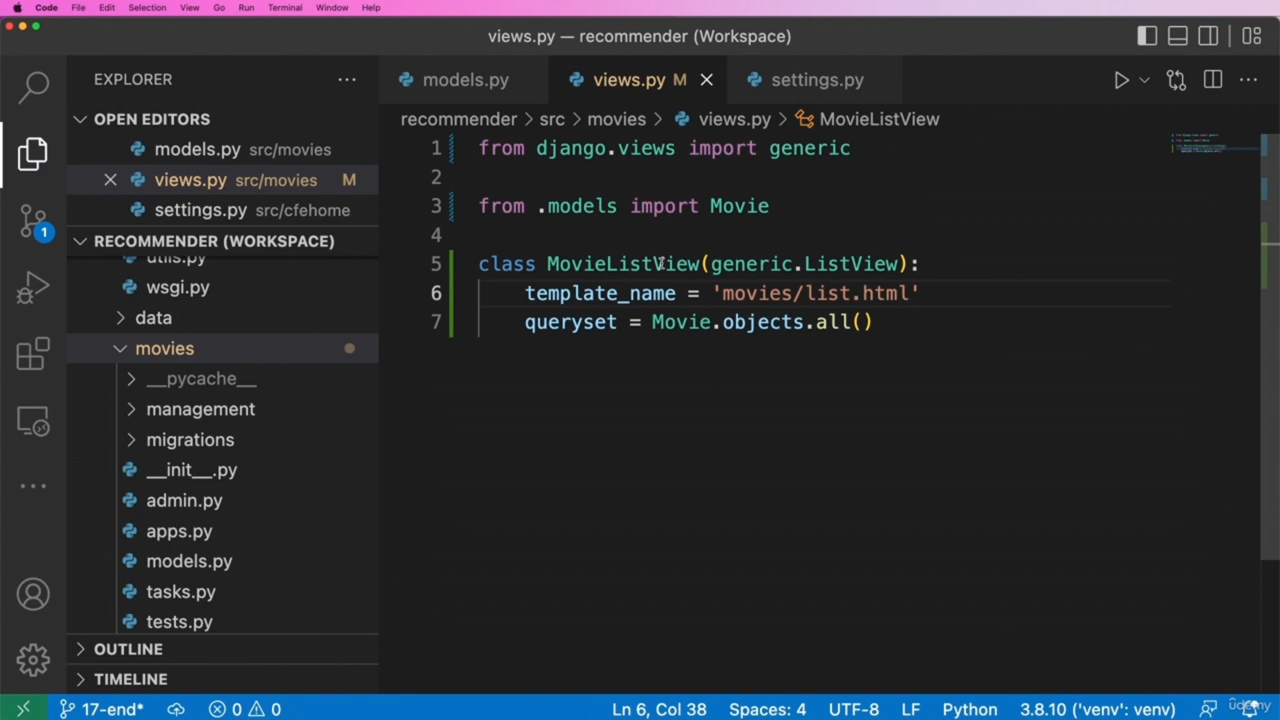 Code File Edit Selection View Go Run Terminal Window Help
views.py — recommender (Workspace)
EXPLORER
models.py
views.py M
settings.py
OPEN EDITORS
models.py src/movies
views.py src/movies M
settings.py src/cfehome
RECOMMENDER (WORKSPACE)
utils.py
wsgi.py
data
movies
__pycache__
management
migrations
__init__.py
admin.py
apps.py
models.py
tasks.py
tests.py
OUTLINE
TIMELINE
recommender > src > movies > views.py > MovieListView
1 from django.views import generic
2
3 from .models import Movie
4
5 class MovieListView(generic.ListView):
6 template_name = 'movies/list.html'
7 queryset = Movie.objects.all()
1
17-end* 0 0 Ln 6, Col 38 Spaces: 4 UTF-8 LF Python 3.8.10 ('venv': venv)
udemy